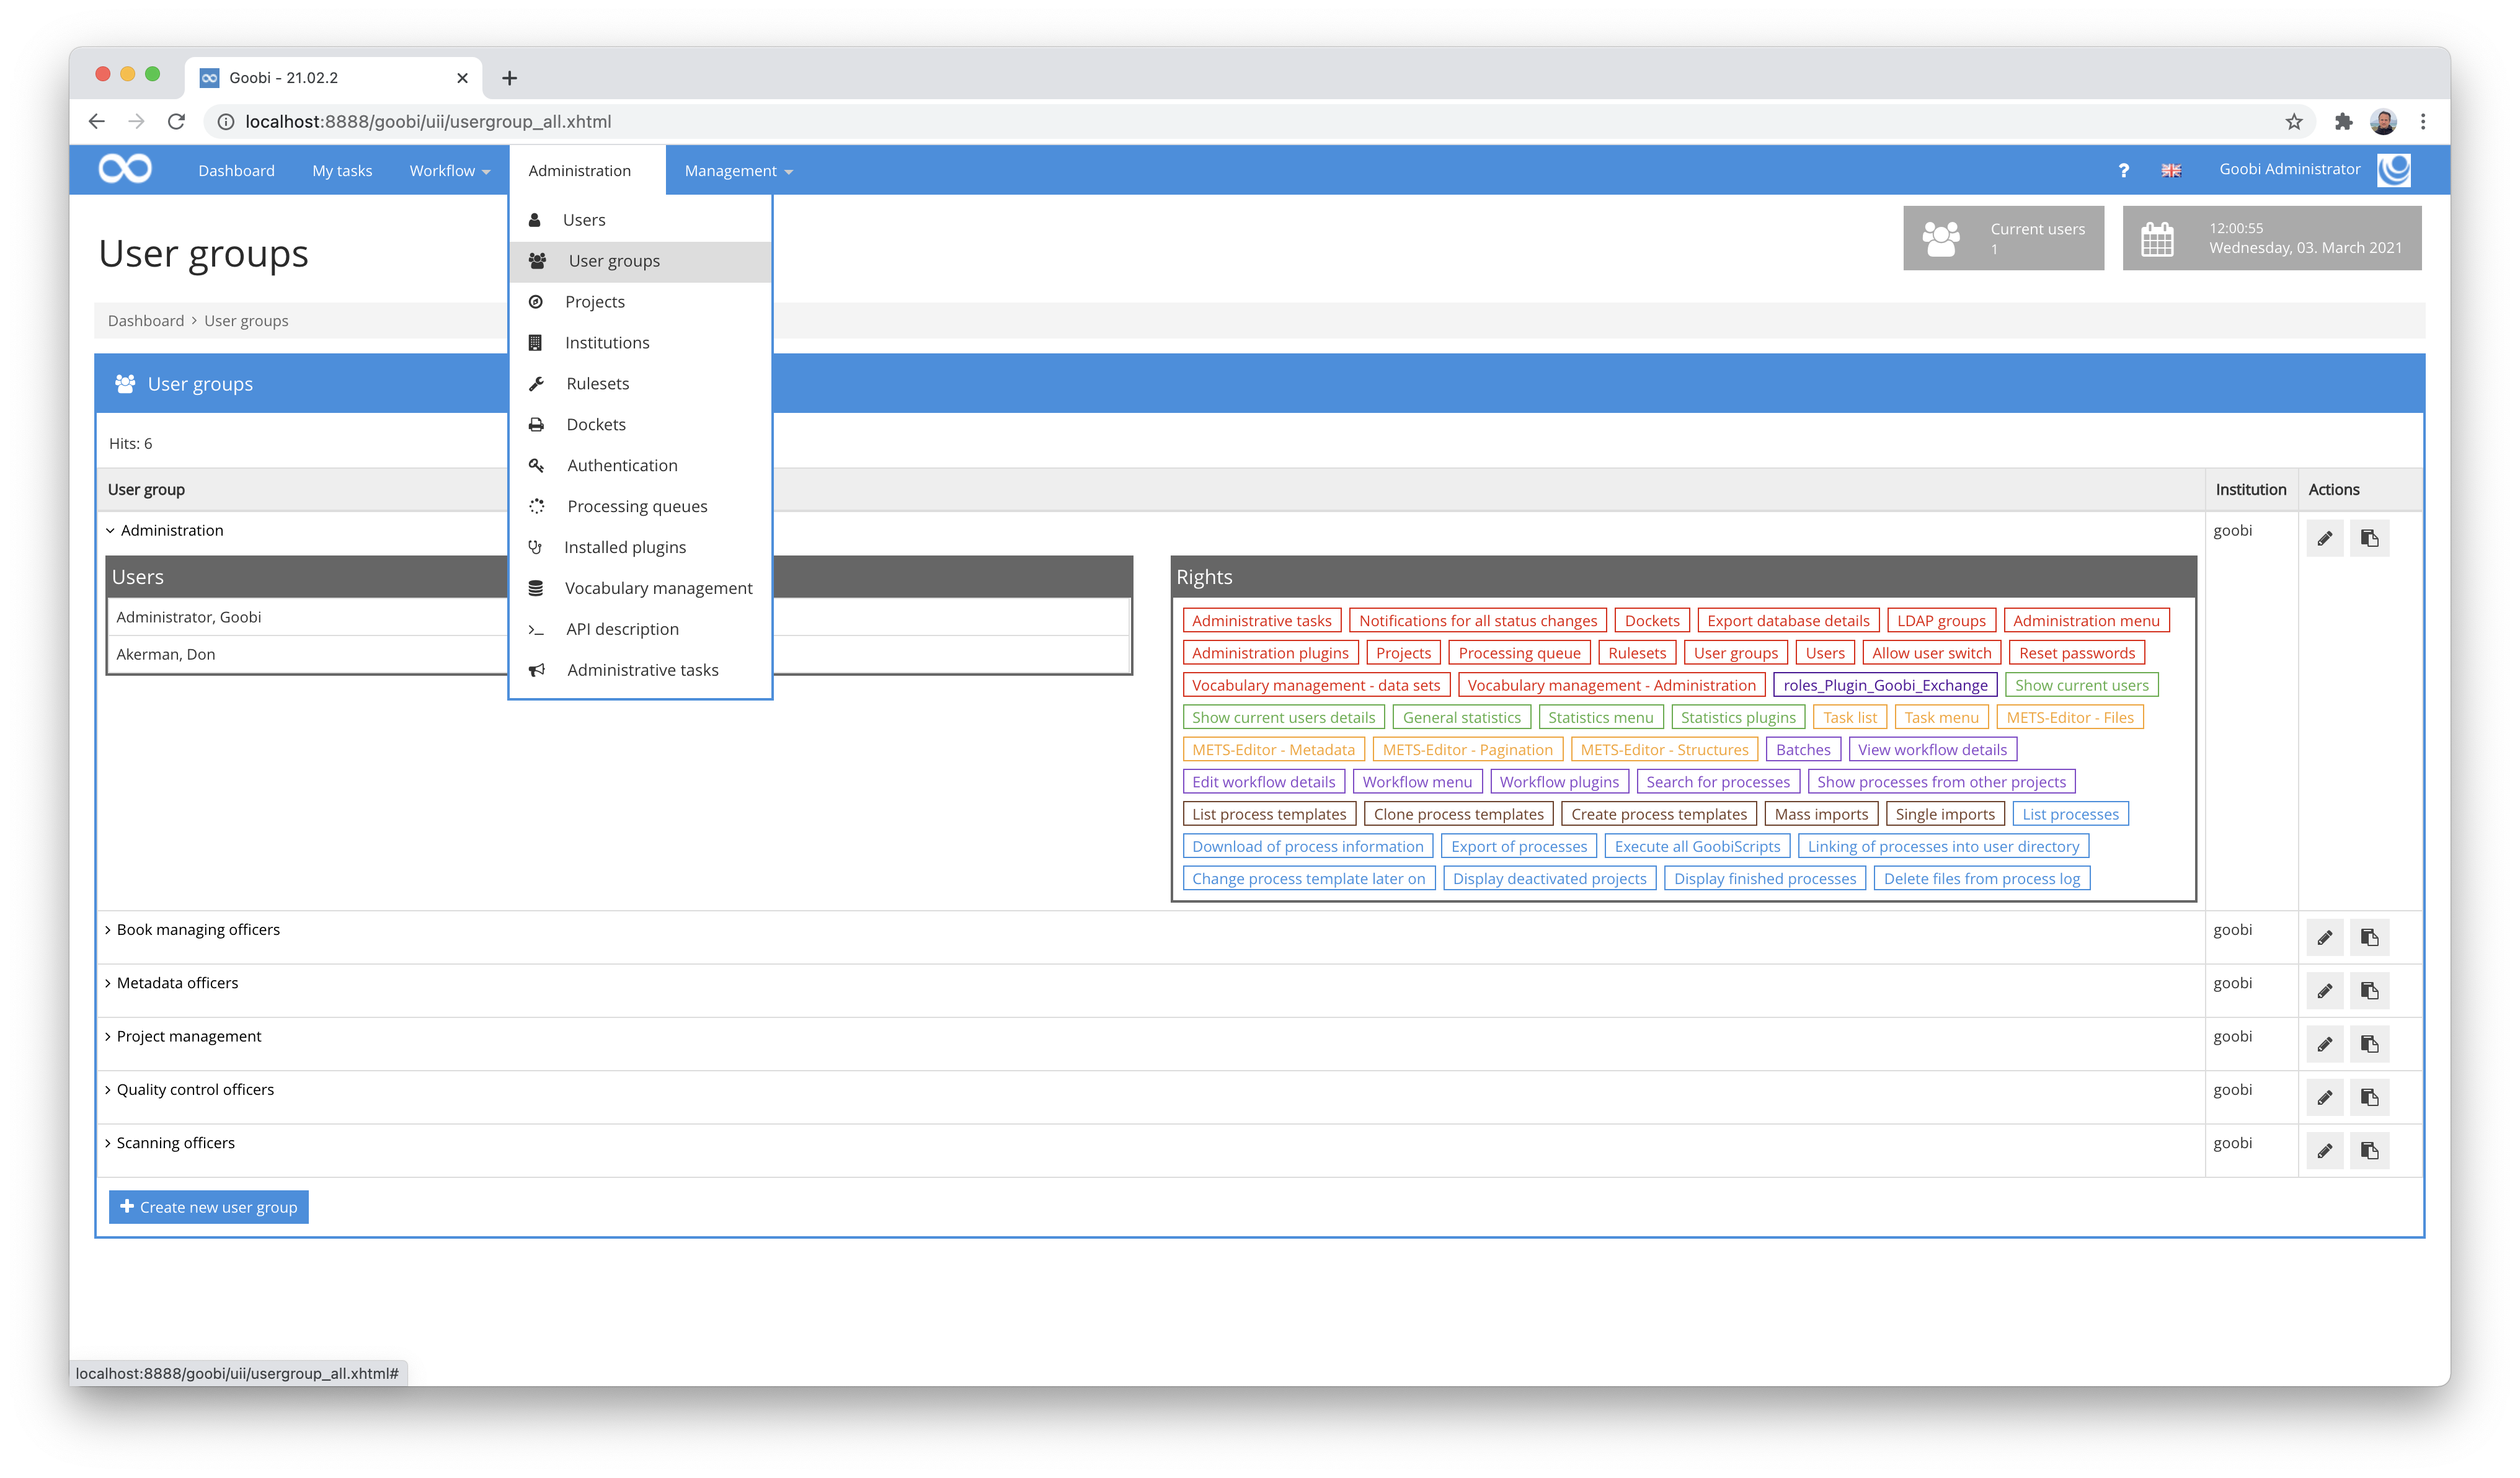 Goobi - 21.02.2
localhost:8888/goobi/uii/usergroup_all.xhtml
Dashboard My tasks Workflow Administration Management ? Goobi Administrator
Users
User groups
Projects
Institutions
Rulesets
Dockets
Authentication
Processing queues
Installed plugins
Vocabulary management
API description
Administrative tasks
User groups
Current users
1
12:00:55
Wednesday, 03. March 2021
Dashboard > User groups
User groups
Hits: 6
User group Institution Actions
Administration goobi
Users
Administrator, Goobi
Akerman, Don
Rights
Administrative tasks Notifications for all status changes Dockets Export database details LDAP groups Administration menu
Administration plugins Projects Processing queue Rulesets User groups Users Allow user switch Reset passwords
Vocabulary management - data sets Vocabulary management - Administration roles_Plugin_Goobi_Exchange Show current users
Show current users details General statistics Statistics menu Statistics plugins Task list Task menu METS-Editor - Files
METS-Editor - Metadata METS-Editor - Pagination METS-Editor - Structures Batches View workflow details
Edit workflow details Workflow menu Workflow plugins Search for processes Show processes from other projects
List process templates Clone process templates Create process templates Mass imports Single imports List processes
Download of process information Export of processes Execute all GoobiScripts Linking of processes into user directory
Change process template later on Display deactivated projects Display finished processes Delete files from process log
Book managing officers goobi
Metadata officers goobi
Project management goobi
Quality control officers goobi
Scanning officers goobi
Create new user group
localhost:8888/goobi/uii/usergroup_all.xhtml#